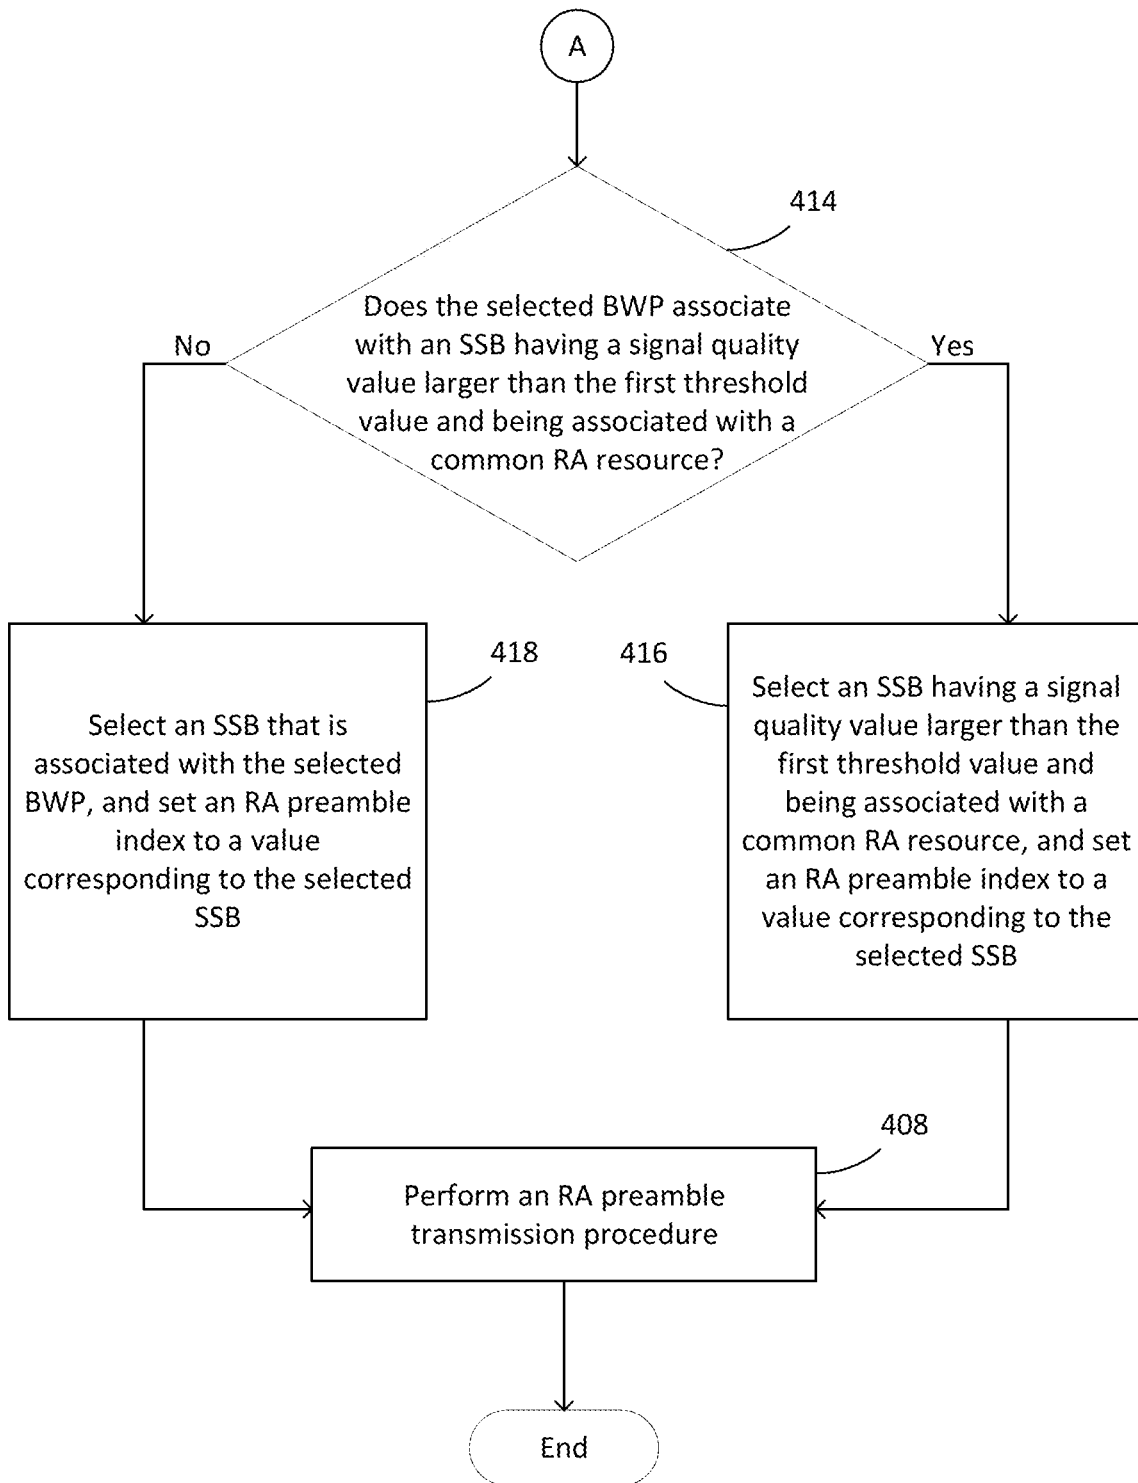 A
414
Does the selected BWP associate
with an SSB having a signal quality
value larger than the first threshold
value and being associated with a
common RA resource?
No
Yes
418
416
Select an SSB that is
associated with the selected
BWP, and set an RA preamble
index to a value
corresponding to the selected
SSB
Select an SSB having a signal
quality value larger than the
first threshold value and
being associated with a
common RA resource, and set
an RA preamble index to a
value corresponding to the
selected SSB
408
Perform an RA preamble
transmission procedure
End